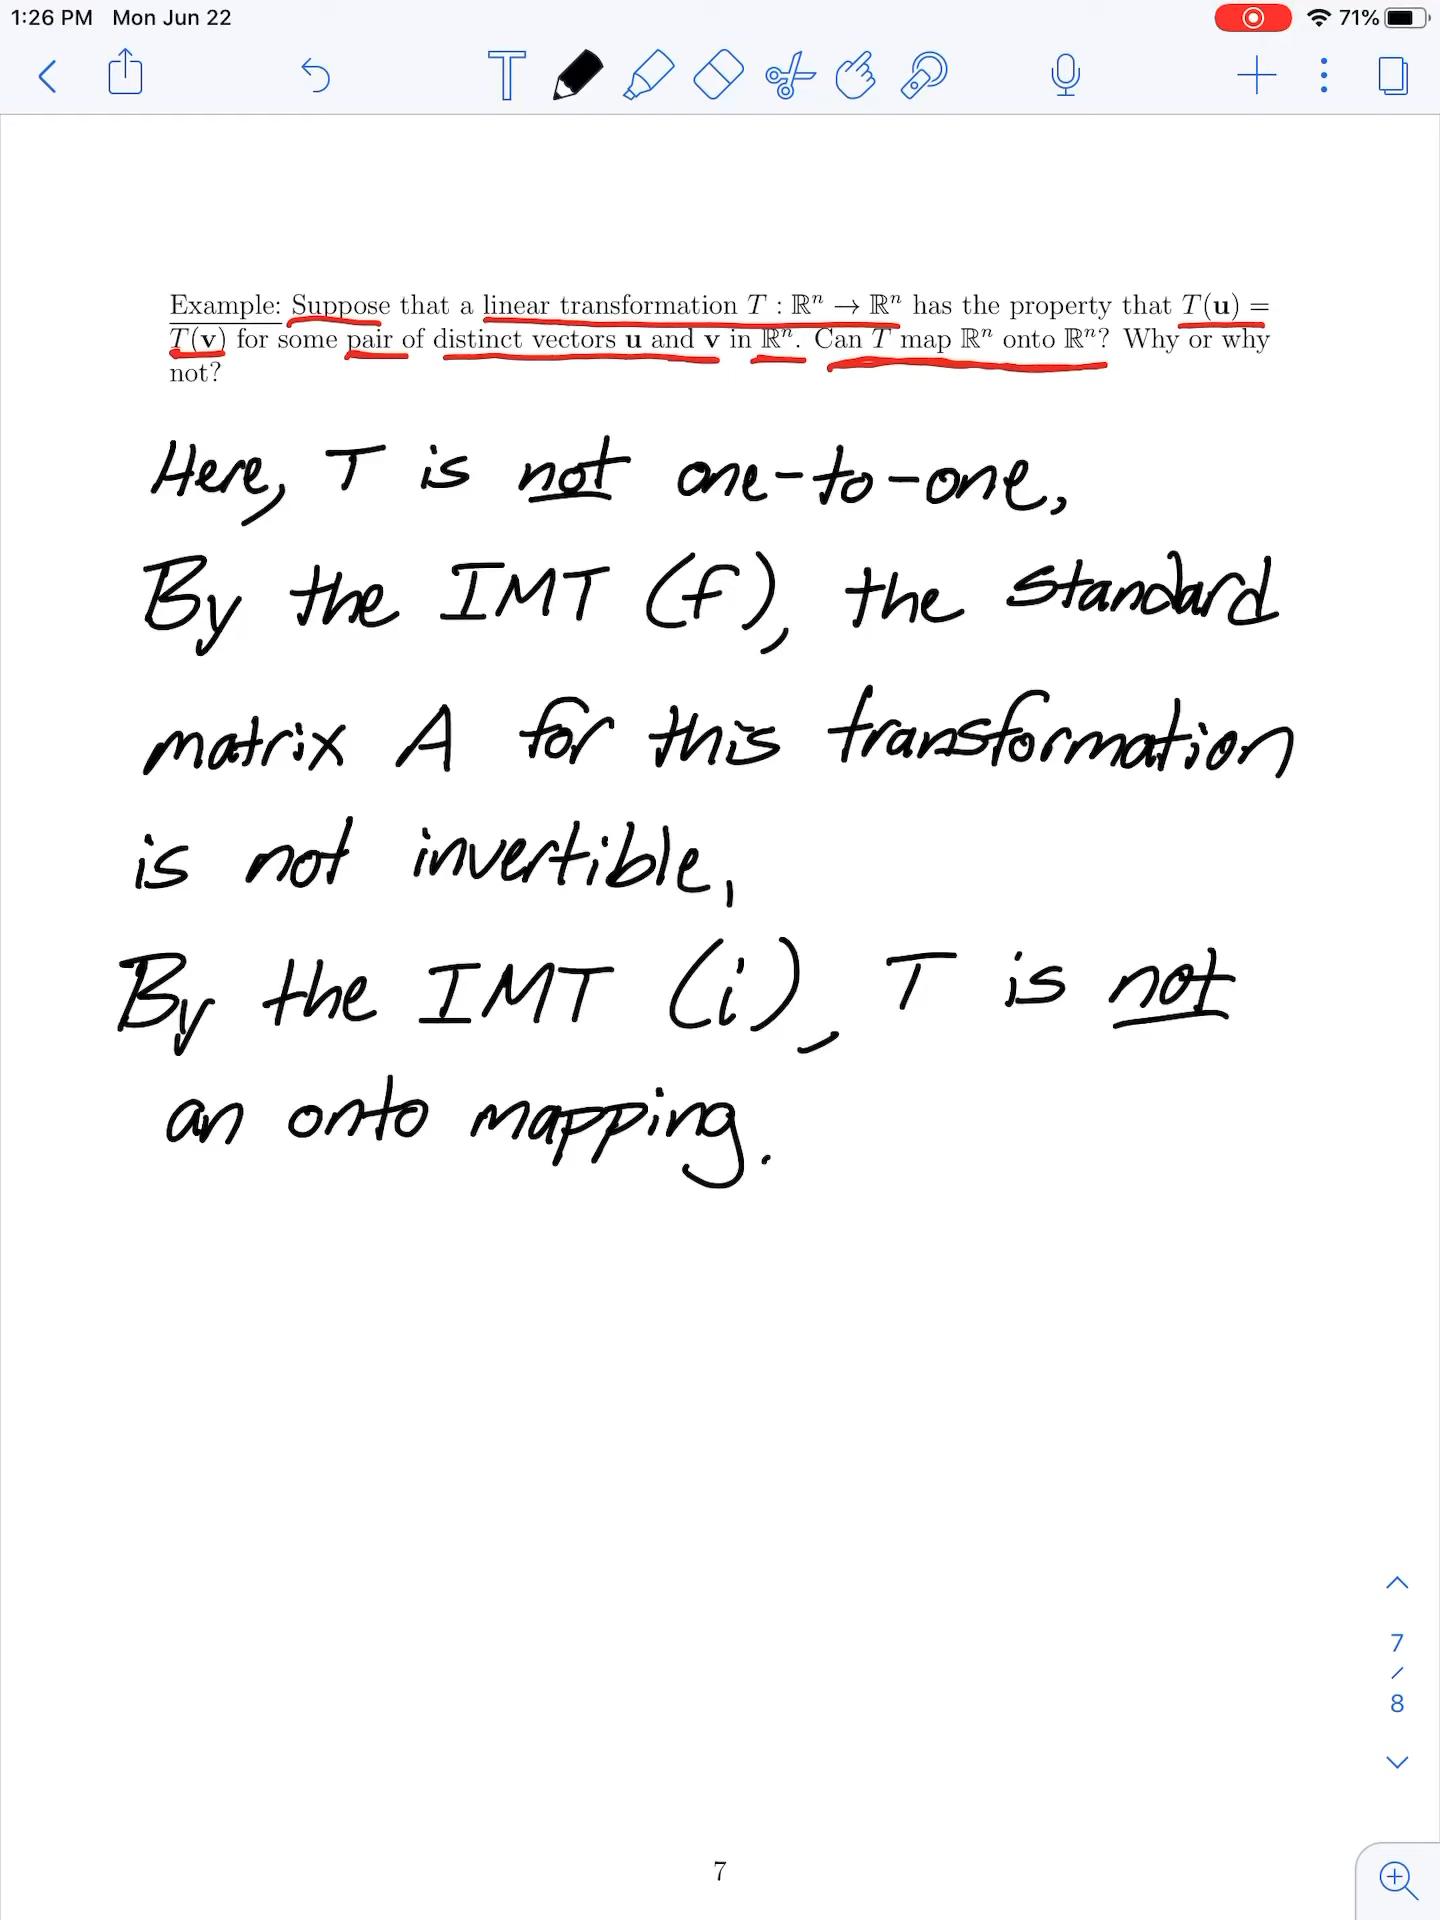 1:26 PM Mon Jun 22 71%
Example: Suppose that a linear transformation T : ℝⁿ → ℝⁿ has the property that T(u) =
T(v) for some pair of distinct vectors u and v in ℝⁿ. Can T map ℝⁿ onto ℝⁿ? Why or why
not?
Here, T is not one-to-one,
By the IMT (f), the standard
matrix A for this transformation
is not invertible,
By the IMT (i), T is not
an onto mapping.
7
/
8
7